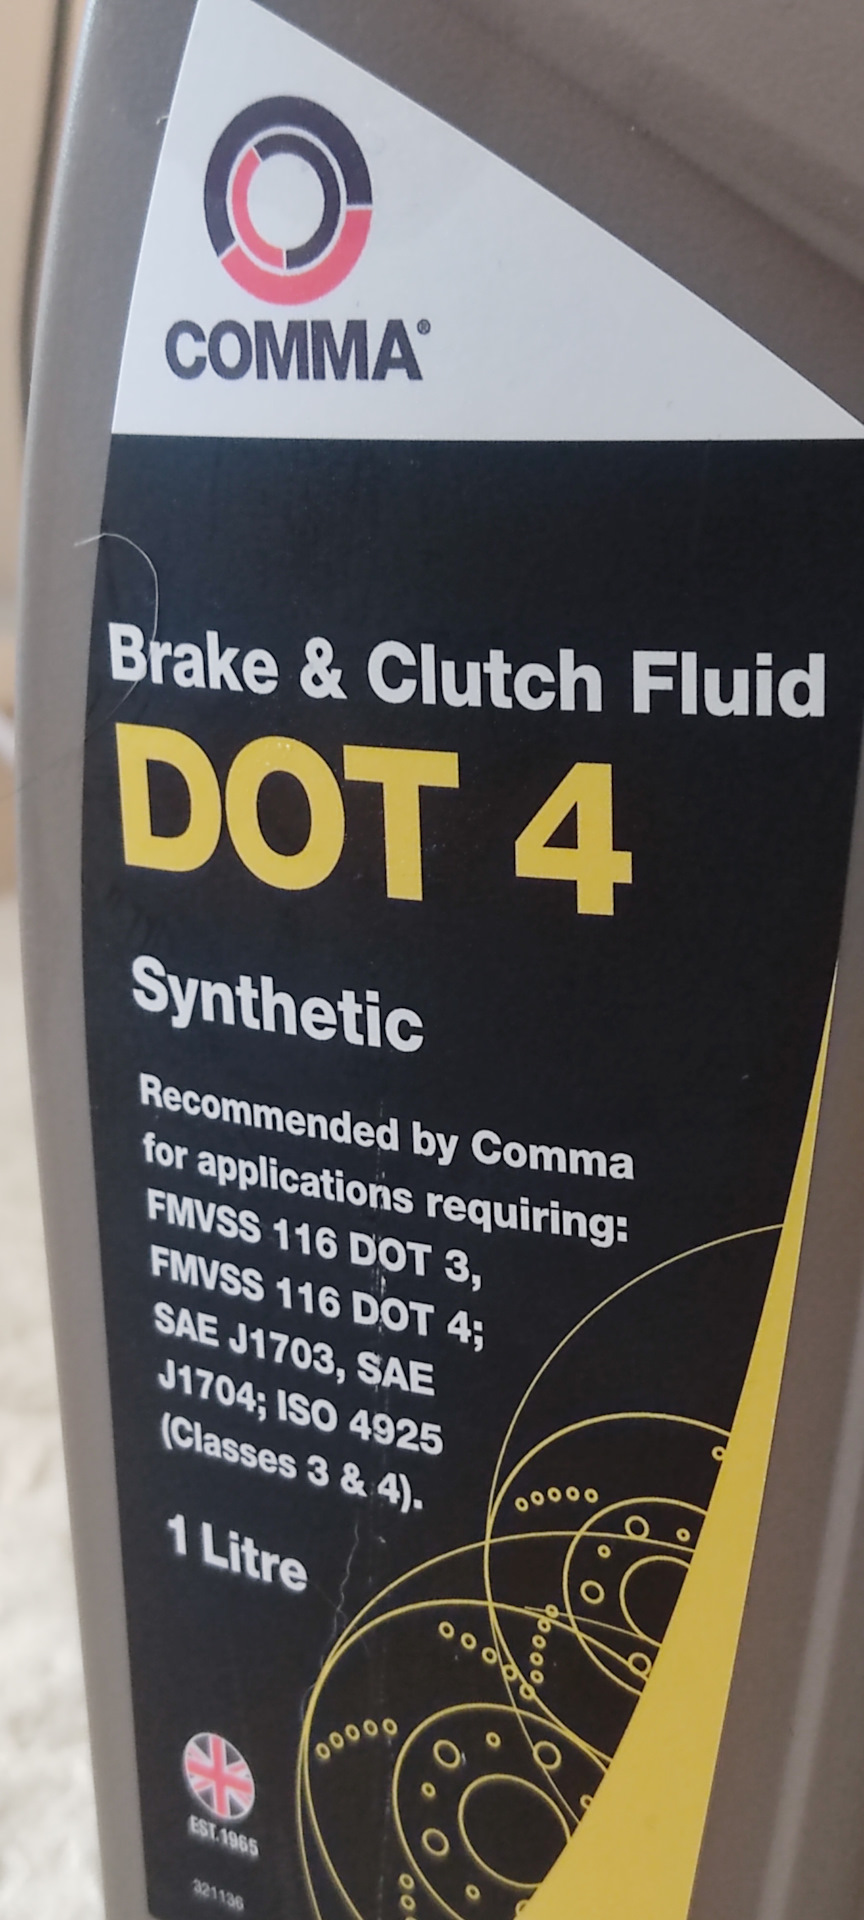 COMMA®
Brake & Clutch Fluid
DOT 4
Synthetic
Recommended by Comma
for applications requiring:
FMVSS 116 DOT 3,
FMVSS 116 DOT 4;
SAE J1703, SAE
J1704; ISO 4925
(Classes 3 & 4).
1 Litre
EST.1965
321136